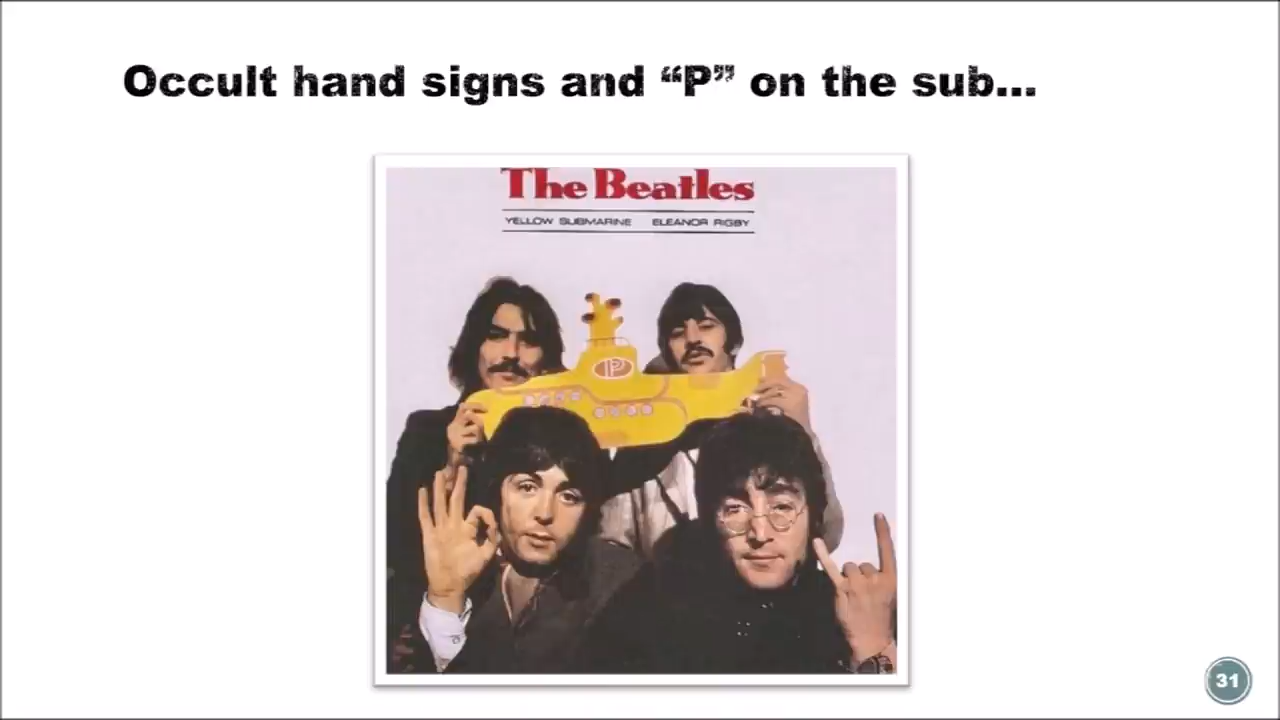 Occult hand signs and “P” on the sub...
The Beatles
YELLOW SUBMARINE ELEANOR RIGBY
P
31